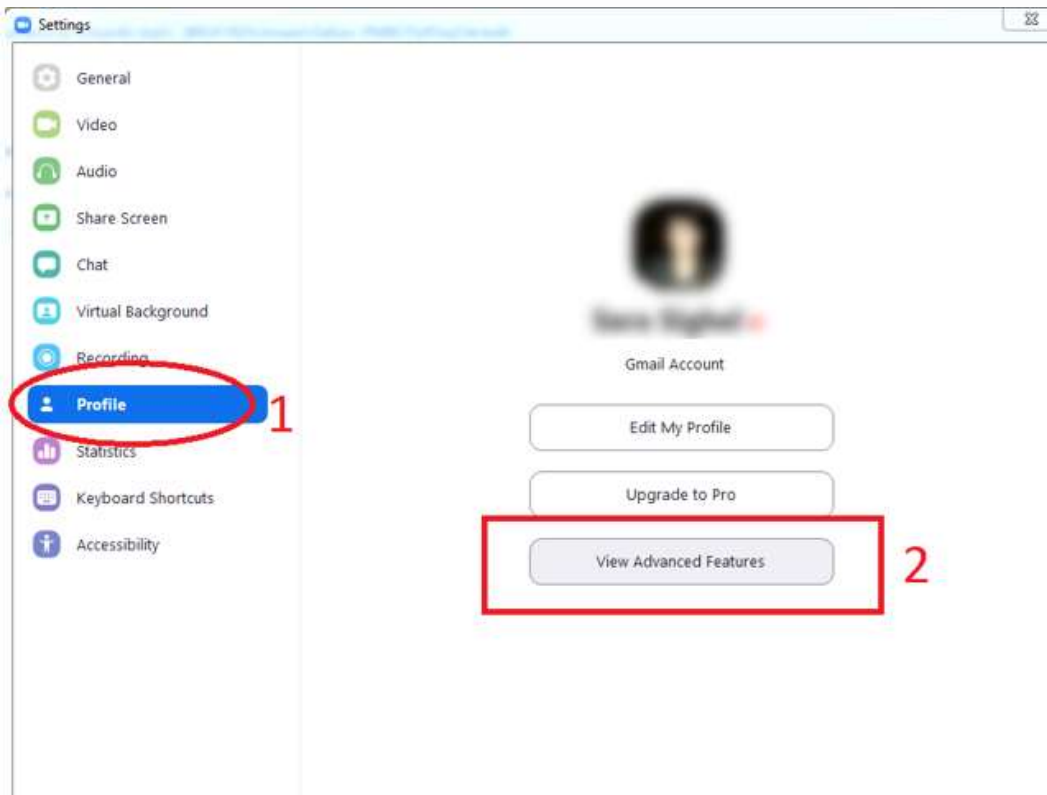 Settings
General
Video
Audio
Share Screen
Chat
Virtual Background
Recording
Profile
1
Statistics
Keyboard Shortcuts
Accessibility
Gmail Account
Edit My Profile
Upgrade to Pro
View Advanced Features
2